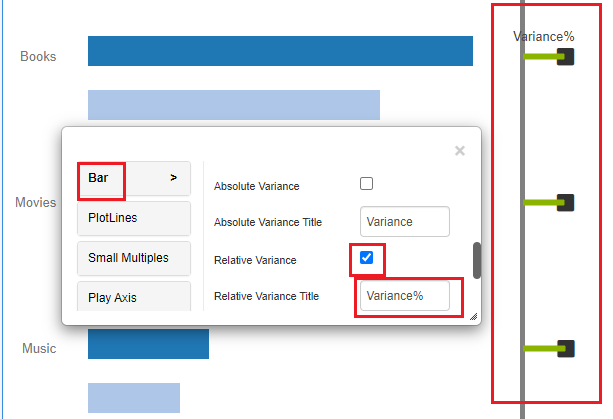 Variance%
Books
×
Bar >
Absolute Variance
Movies
PlotLines
Absolute Variance Title Variance
Small Multiples
Relative Variance
Play Axis
Relative Variance Title Variance%
Music